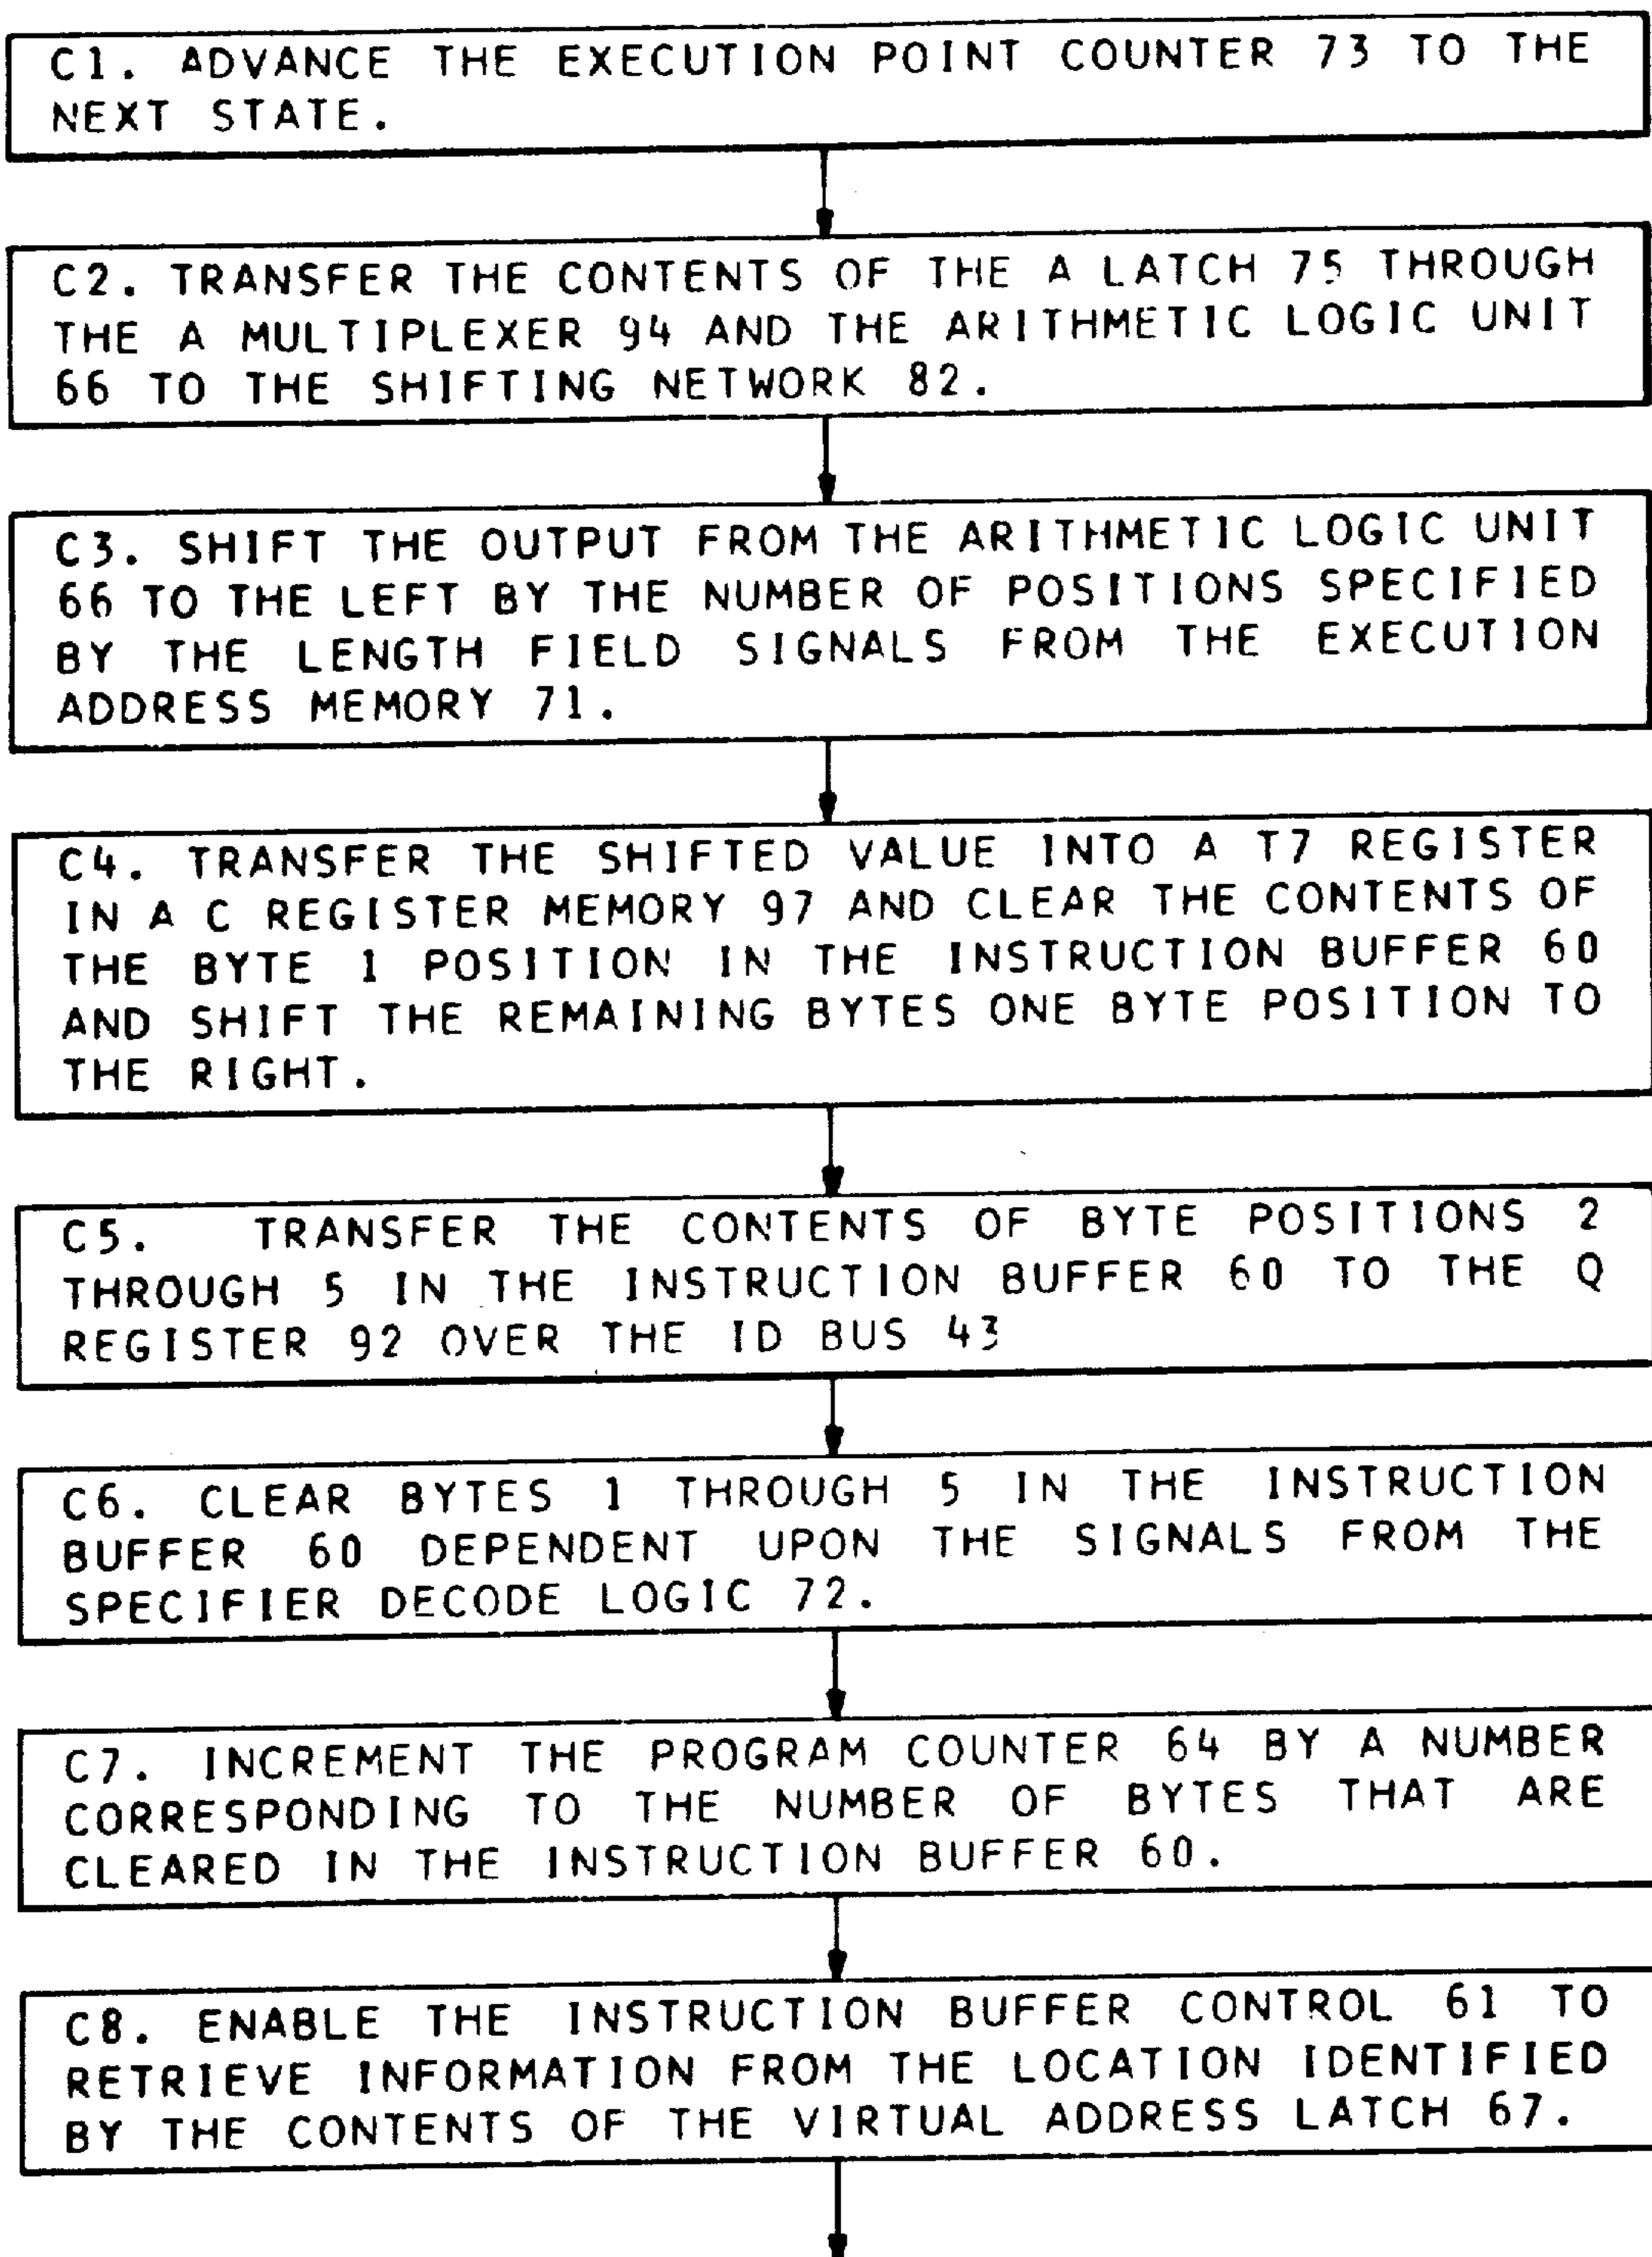 C1. ADVANCE THE EXECUTION POINT COUNTER 73 TO THE
NEXT STATE.
C2. TRANSFER THE CONTENTS OF THE A LATCH 75 THROUGH
THE A MULTIPLEXER 94 AND THE ARITHMETIC LOGIC UNIT
66 TO THE SHIFTING NETWORK 82.
C3. SHIFT THE OUTPUT FROM THE ARITHMETIC LOGIC UNIT
66 TO THE LEFT BY THE NUMBER OF POSITIONS SPECIFIED
BY THE LENGTH FIELD SIGNALS FROM THE EXECUTION
ADDRESS MEMORY 71.
C4. TRANSFER THE SHIFTED VALUE INTO A T7 REGISTER
IN A C REGISTER MEMORY 97 AND CLEAR THE CONTENTS OF
THE BYTE 1 POSITION IN THE INSTRUCTION BUFFER 60
AND SHIFT THE REMAINING BYTES ONE BYTE POSITION TO
THE RIGHT.
C5. TRANSFER THE CONTENTS OF BYTE POSITIONS 2
THROUGH 5 IN THE INSTRUCTION BUFFER 60 TO THE Q
REGISTER 92 OVER THE ID BUS 43
C6. CLEAR BYTES 1 THROUGH 5 IN THE INSTRUCTION
BUFFER 60 DEPENDENT UPON THE SIGNALS FROM THE
SPECIFIER DECODE LOGIC 72.
C7. INCREMENT THE PROGRAM COUNTER 64 BY A NUMBER
CORRESPONDING TO THE NUMBER OF BYTES THAT ARE
CLEARED IN THE INSTRUCTION BUFFER 60.
C8. ENABLE THE INSTRUCTION BUFFER CONTROL 61 TO
RETRIEVE INFORMATION FROM THE LOCATION IDENTIFIED
BY THE CONTENTS OF THE VIRTUAL ADDRESS LATCH 67.